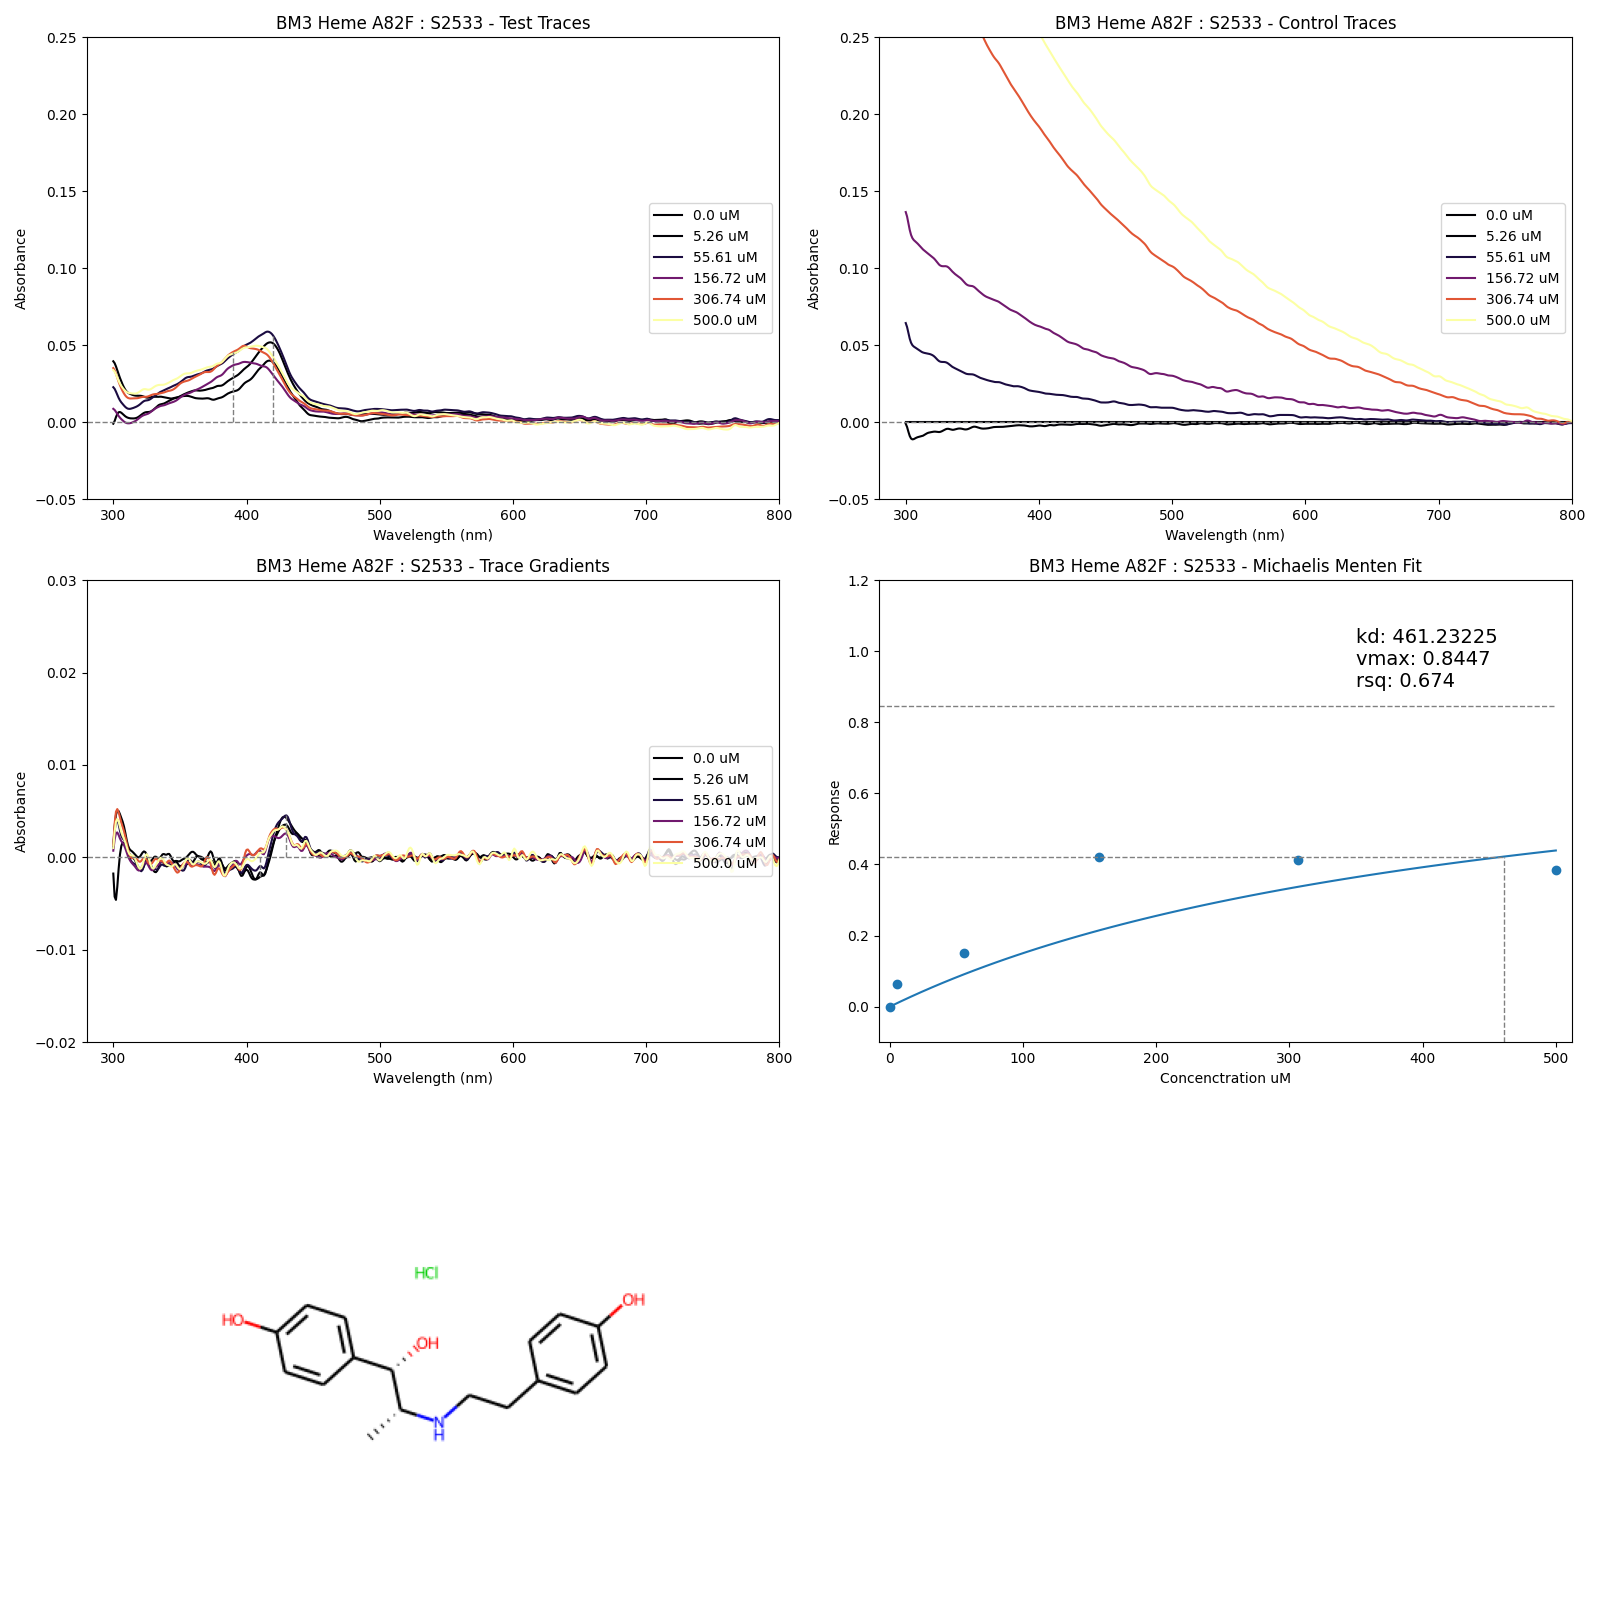 BM3 Heme A82F : S2533 - Test Traces
0.25
0.20
0.15
0.10
0.05
0.00
−0.05
Absorbance
300 400 500 600 700 800
Wavelength (nm)
0.0 uM
5.26 uM
55.61 uM
156.72 uM
306.74 uM
500.0 uM
BM3 Heme A82F : S2533 - Control Traces
0.25
0.20
0.15
0.10
0.05
0.00
−0.05
Absorbance
300 400 500 600 700 800
Wavelength (nm)
0.0 uM
5.26 uM
55.61 uM
156.72 uM
306.74 uM
500.0 uM
BM3 Heme A82F : S2533 - Trace Gradients
0.03
0.02
0.01
0.00
−0.01
−0.02
Absorbance
300 400 500 600 700 800
Wavelength (nm)
0.0 uM
5.26 uM
55.61 uM
156.72 uM
306.74 uM
500.0 uM
BM3 Heme A82F : S2533 - Michaelis Menten Fit
1.2
1.0
0.8
0.6
0.4
0.2
0.0
Response
kd: 461.23225
vmax: 0.8447
rsq: 0.674
0 100 200 300 400 500
Concenctration uM
HCl
OH
HO
OH
N
H